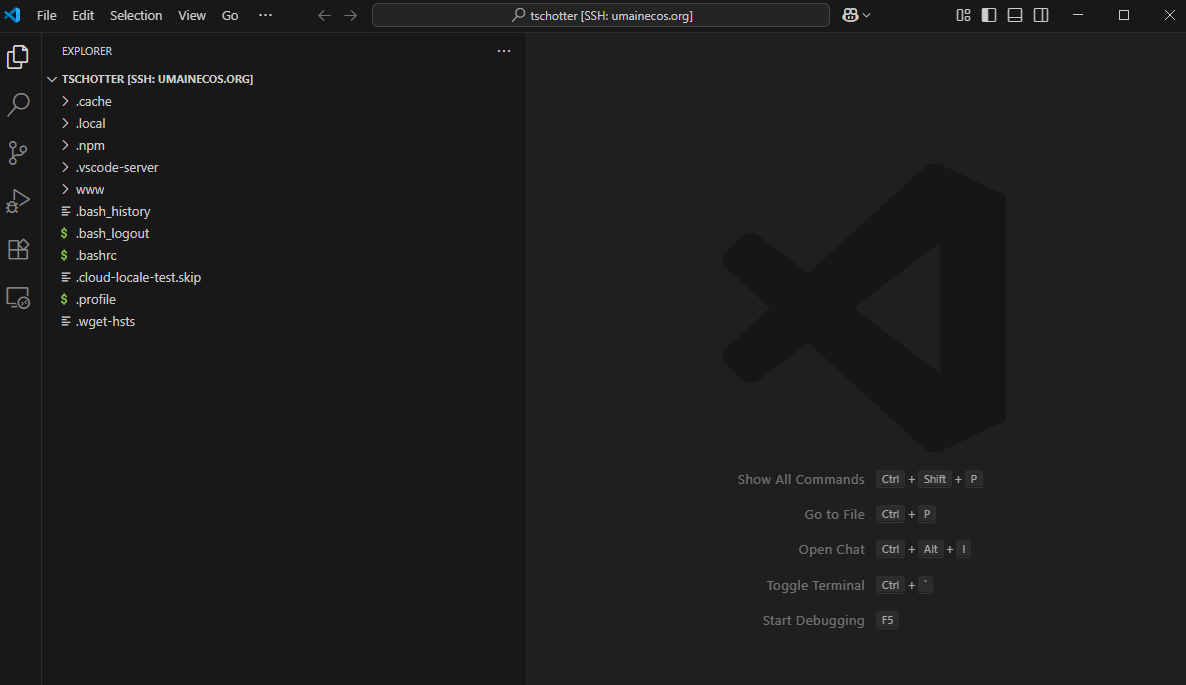 File Edit Selection View Go ··· tschotter [SSH: umainecos.org]
EXPLORER ···
TSCHOTTER [SSH: UMAINECOS.ORG]
.cache
.local
.npm
.vscode-server
www
.bash_history
$ .bash_logout
$ .bashrc
.cloud-locale-test.skip
$ .profile
.wget-hsts
Show All Commands Ctrl + Shift + P
Go to File Ctrl + P
Open Chat Ctrl + Alt + I
Toggle Terminal Ctrl + `
Start Debugging F5